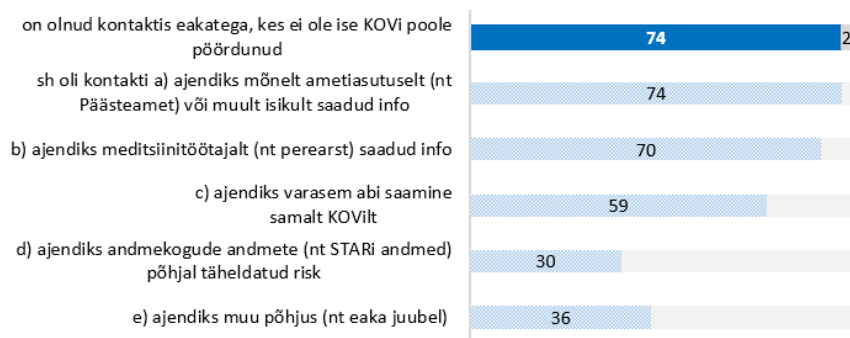 on olnud kontaktis eakatega, kes ei ole ise KOVi poole
pöördunud
74
2
sh oli kontakti a) ajendiks mõnelt ametiasutuselt (nt
Päästeamet) või muult isikult saadud info
74
b) ajendiks meditsiinitöötajalt (nt perearst) saadud info
70
c) ajendiks varasem abi saamine
samalt KOVilt
59
d) ajendiks andmekogude andmete (nt STARi andmed)
põhjal täheldatud risk
30
e) ajendiks muu põhjus (nt eaka juubel)
36